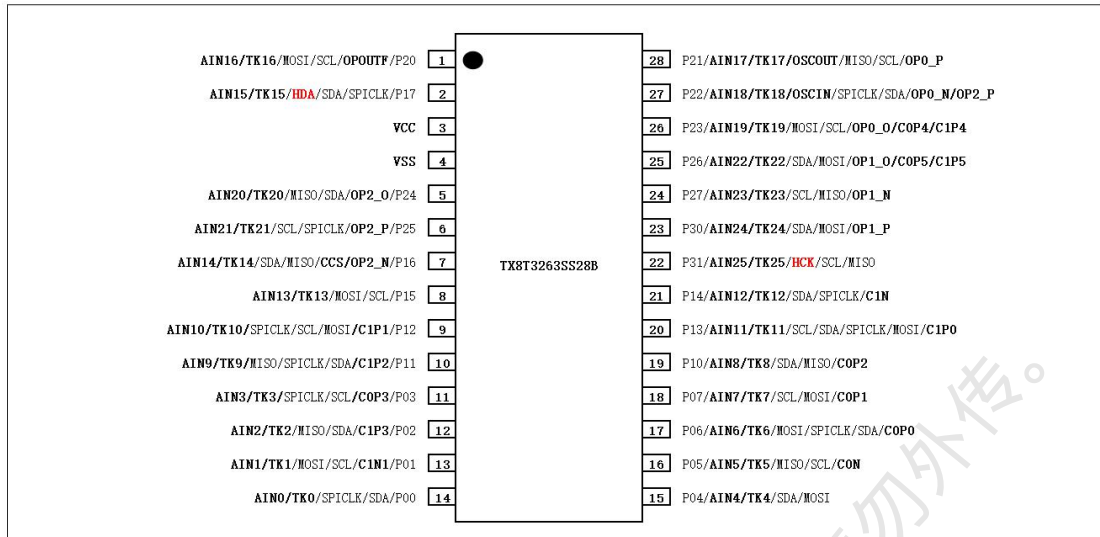 AIN16/TK16/MOSI/SCL/OPOUTF/P20 1 28 P21/AIN17/TK17/OSCOUT/MISO/SCL/OP0_P
AIN15/TK15/HDA/SDA/SPICLK/P17 2 27 P22/AIN18/TK18/OSCIN/SPICLK/SDA/OP0_N/OP2_P
VCC 3 26 P23/AIN19/TK19/MOSI/SCL/OP0_O/C0P4/C1P4
VSS 4 25 P26/AIN22/TK22/SDA/MOSI/OP1_O/C0P5/C1P5
AIN20/TK20/MISO/SDA/OP2_O/P24 5 24 P27/AIN23/TK23/SCL/MISO/OP1_N
AIN21/TK21/SCL/SPICLK/OP2_P/P25 6 23 P30/AIN24/TK24/SDA/MOSI/OP1_P
AIN14/TK14/SDA/MISO/CCS/OP2_N/P16 7 TX8T3263SS28B 22 P31/AIN25/TK25/HCK/SCL/MISO
AIN13/TK13/MOSI/SCL/P15 8 21 P14/AIN12/TK12/SDA/SPICLK/C1N
AIN10/TK10/SPICLK/SCL/MOSI/C1P1/P12 9 20 P13/AIN11/TK11/SCL/SDA/SPICLK/MOSI/C1P0
AIN9/TK9/MISO/SPICLK/SDA/C1P2/P11 10 19 P10/AIN8/TK8/SDA/MISO/C0P2
AIN3/TK3/SPICLK/SCL/C0P3/P03 11 18 P07/AIN7/TK7/SCL/MOSI/C0P1
AIN2/TK2/MISO/SDA/C1P3/P02 12 17 P06/AIN6/TK6/MOSI/SPICLK/SDA/C0P0
AIN1/TK1/MOSI/SCL/C1N1/P01 13 16 P05/AIN5/TK5/MISO/SCL/C0N
AIN0/TK0/SPICLK/SDA/P00 14 15 P04/AIN4/TK4/SDA/MOSI
勿外传。